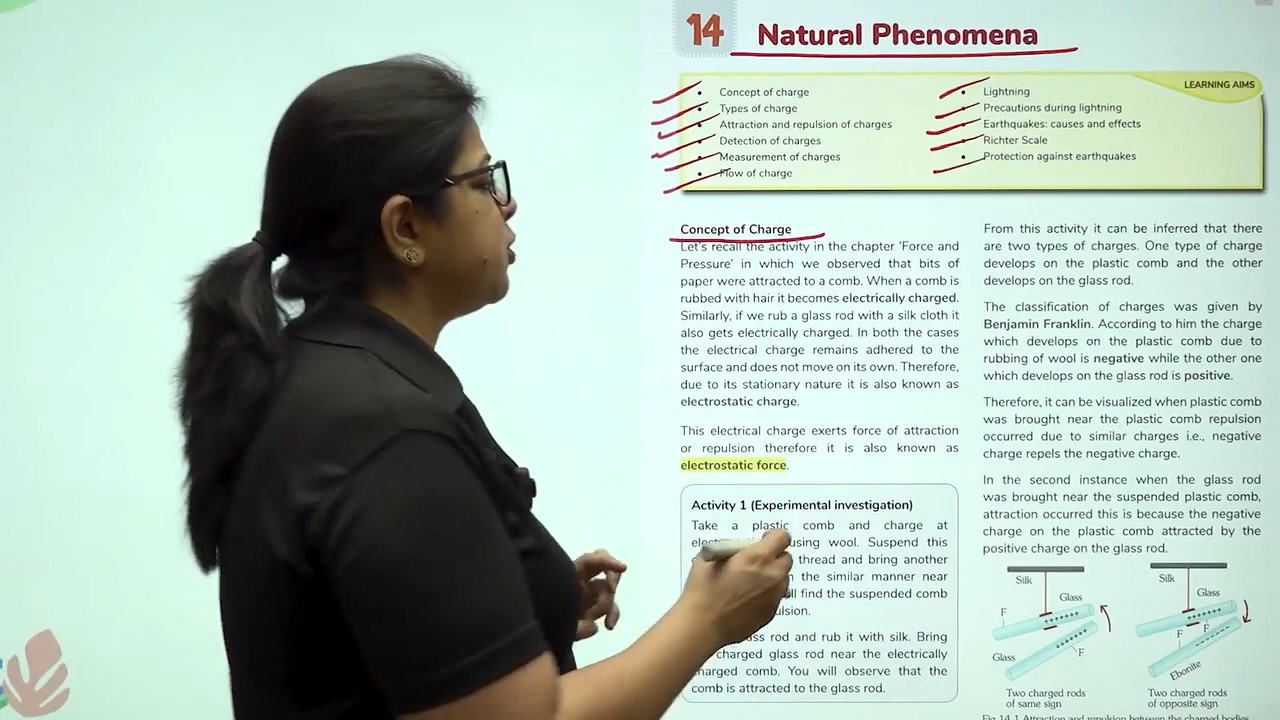 14 Natural Phenomena
LEARNING AIMS
• Concept of charge
• Types of charge
• Attraction and repulsion of charges
• Detection of charges
• Measurement of charges
• Flow of charge
• Lightning
• Precautions during lightning
• Earthquakes: causes and effects
• Richter Scale
• Protection against earthquakes
Concept of Charge
Let's recall the activity in the chapter 'Force and
Pressure' in which we observed that bits of
paper were attracted to a comb. When a comb is
rubbed with hair it becomes electrically charged.
Similarly, if we rub a glass rod with a silk cloth it
also gets electrically charged. In both the cases
the electrical charge remains adhered to the
surface and does not move on its own. Therefore,
due to its stationary nature it is also known as
electrostatic charge.
This electrical charge exerts force of attraction
or repulsion therefore it is also known as
electrostatic force.
Activity 1 (Experimental investigation)
Take a plastic comb and charge at
using wool. Suspend this
thread and bring another
the similar manner near
find the suspended comb
rod and rub it with silk. Bring
charged glass rod near the electrically
charged comb. You will observe that the
comb is attracted to the glass rod.
From this activity it can be inferred that there
are two types of charges. One type of charge
develops on the plastic comb and the other
develops on the glass rod.
The classification of charges was given by
Benjamin Franklin. According to him the charge
which develops on the plastic comb due to
rubbing of wool is negative while the other one
which develops on the glass rod is positive.
Therefore, it can be visualized when plastic comb
was brought near the plastic comb repulsion
occurred due to similar charges i.e., negative
charge repels the negative charge.
In the second instance when the glass rod
was brought near the suspended plastic comb,
attraction occurred this is because the negative
charge on the plastic comb attracted by the
positive charge on the glass rod.
Silk
Glass
F
++++++
++++++
F
Glass
Two charged rods
of same sign
Silk
Glass
++++++
F
F
------
Ebonite
Two charged rods
of opposite sign
Fig 14.1 Attraction and repulsion between the charged bodies